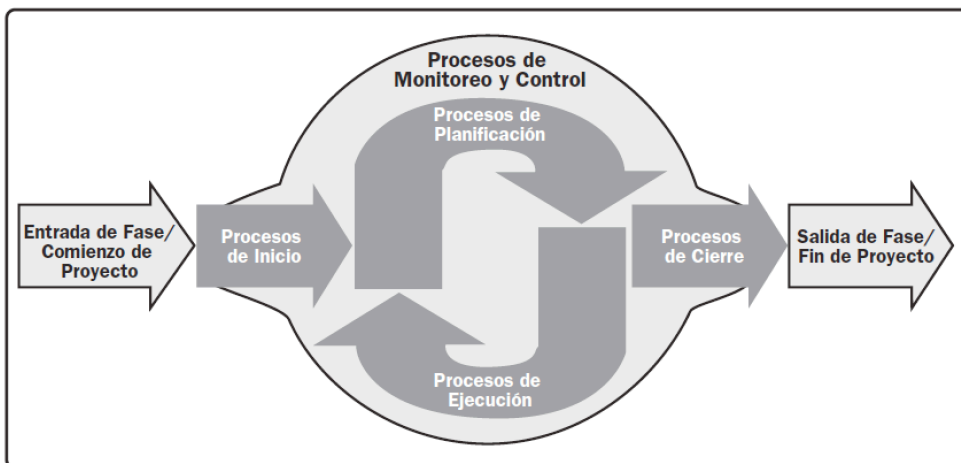 Procesos de
Monitoreo y Control
Procesos de
Planificación
Entrada de Fase/
Comienzo de
Proyecto
Procesos
de Inicio
Procesos
de Cierre
Salida de Fase/
Fin de Proyecto
Procesos de
Ejecución